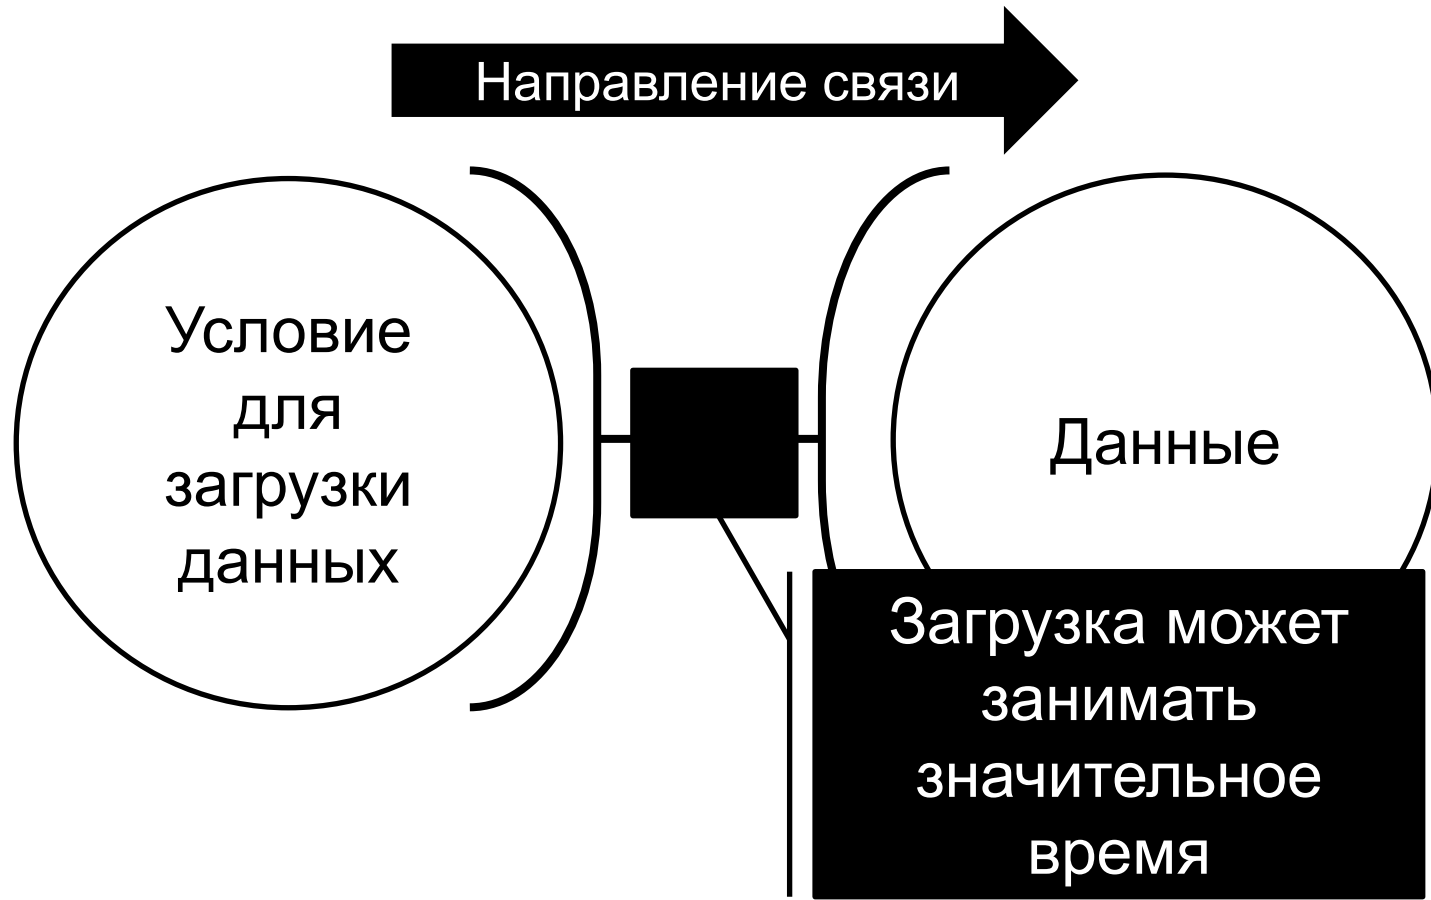 Направление связи
Условие
для
загрузки
данных
Данные
Загрузка может
занимать
значительное
время